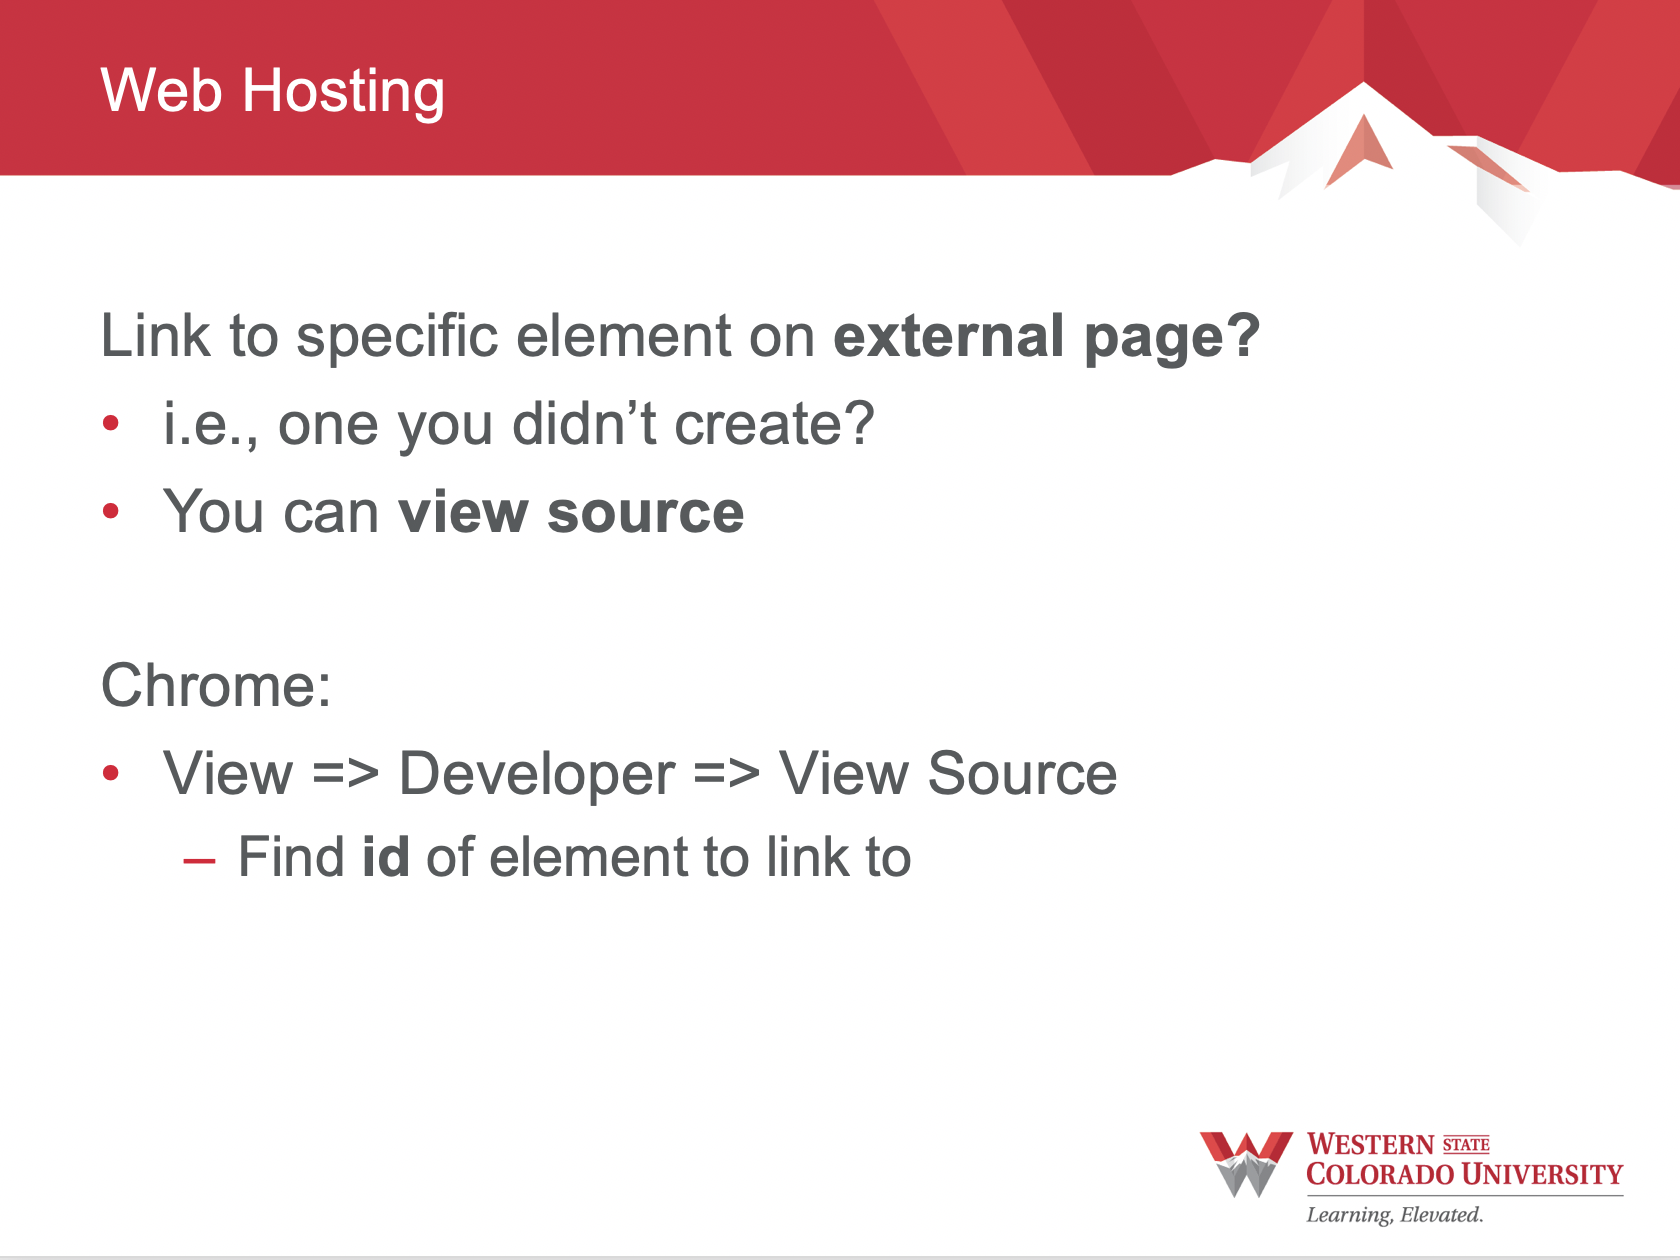 Web Hosting
Link to specific element on external page?
• i.e., one you didn’t create?
• You can view source
Chrome:
• View => Developer => View Source
– Find id of element to link to
WESTERN STATE
COLORADO UNIVERSITY
Learning, Elevated.